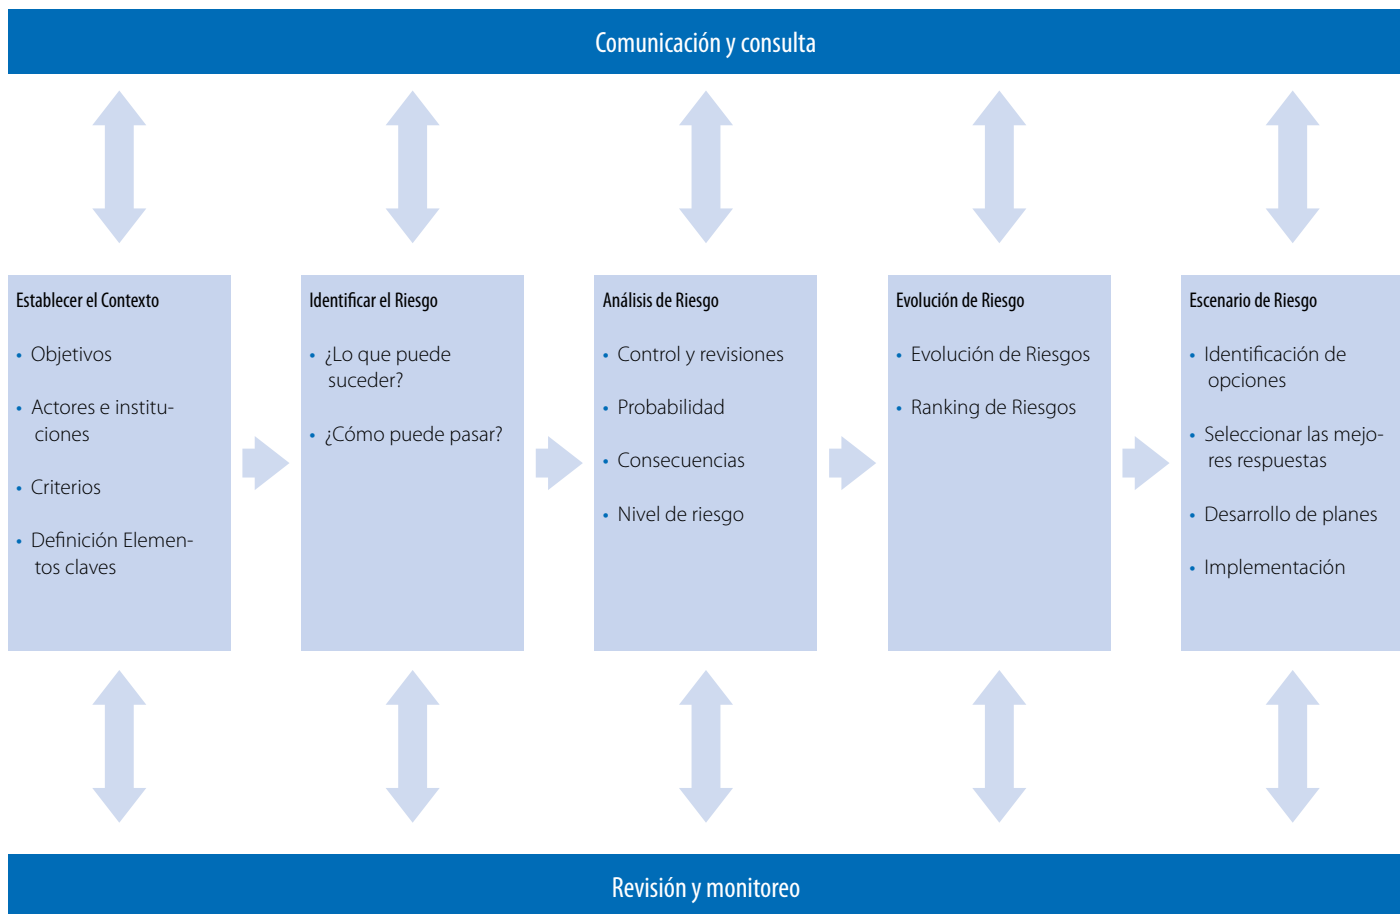 Comunicación y consulta
Establecer el Contexto
• Objetivos
• Actores e institu-
ciones
• Criterios
• Definición Elemen-
tos claves
Identificar el Riesgo
• ¿Lo que puede
suceder?
• ¿Cómo puede pasar?
Análisis de Riesgo
• Control y revisiones
• Probabilidad
• Consecuencias
• Nivel de riesgo
Evolución de Riesgo
• Evolución de Riesgos
• Ranking de Riesgos
Escenario de Riesgo
• Identificación de
opciones
• Seleccionar las mejo-
res respuestas
• Desarrollo de planes
• Implementación
Revisión y monitoreo